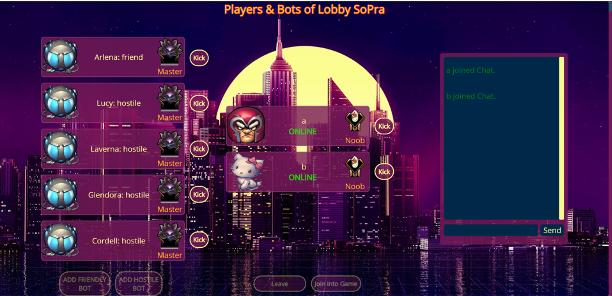 Players & Bots of Lobby SoPra
Arlena: friend
Master
Kick
Lucy: hostile
Master
Kick
Laverna: hostile
Master
Kick
Glendora: hostile
Master
Kick
Cordell: hostile
Master
Kick
ADD FRIENDLY
BOT
ADD HOSTILE
BOT
a
ONLINE
Noob
Kick
b
ONLINE
Noob
Kick
Leave
Join into Game
a joined Chat.
b joined Chat.
Send